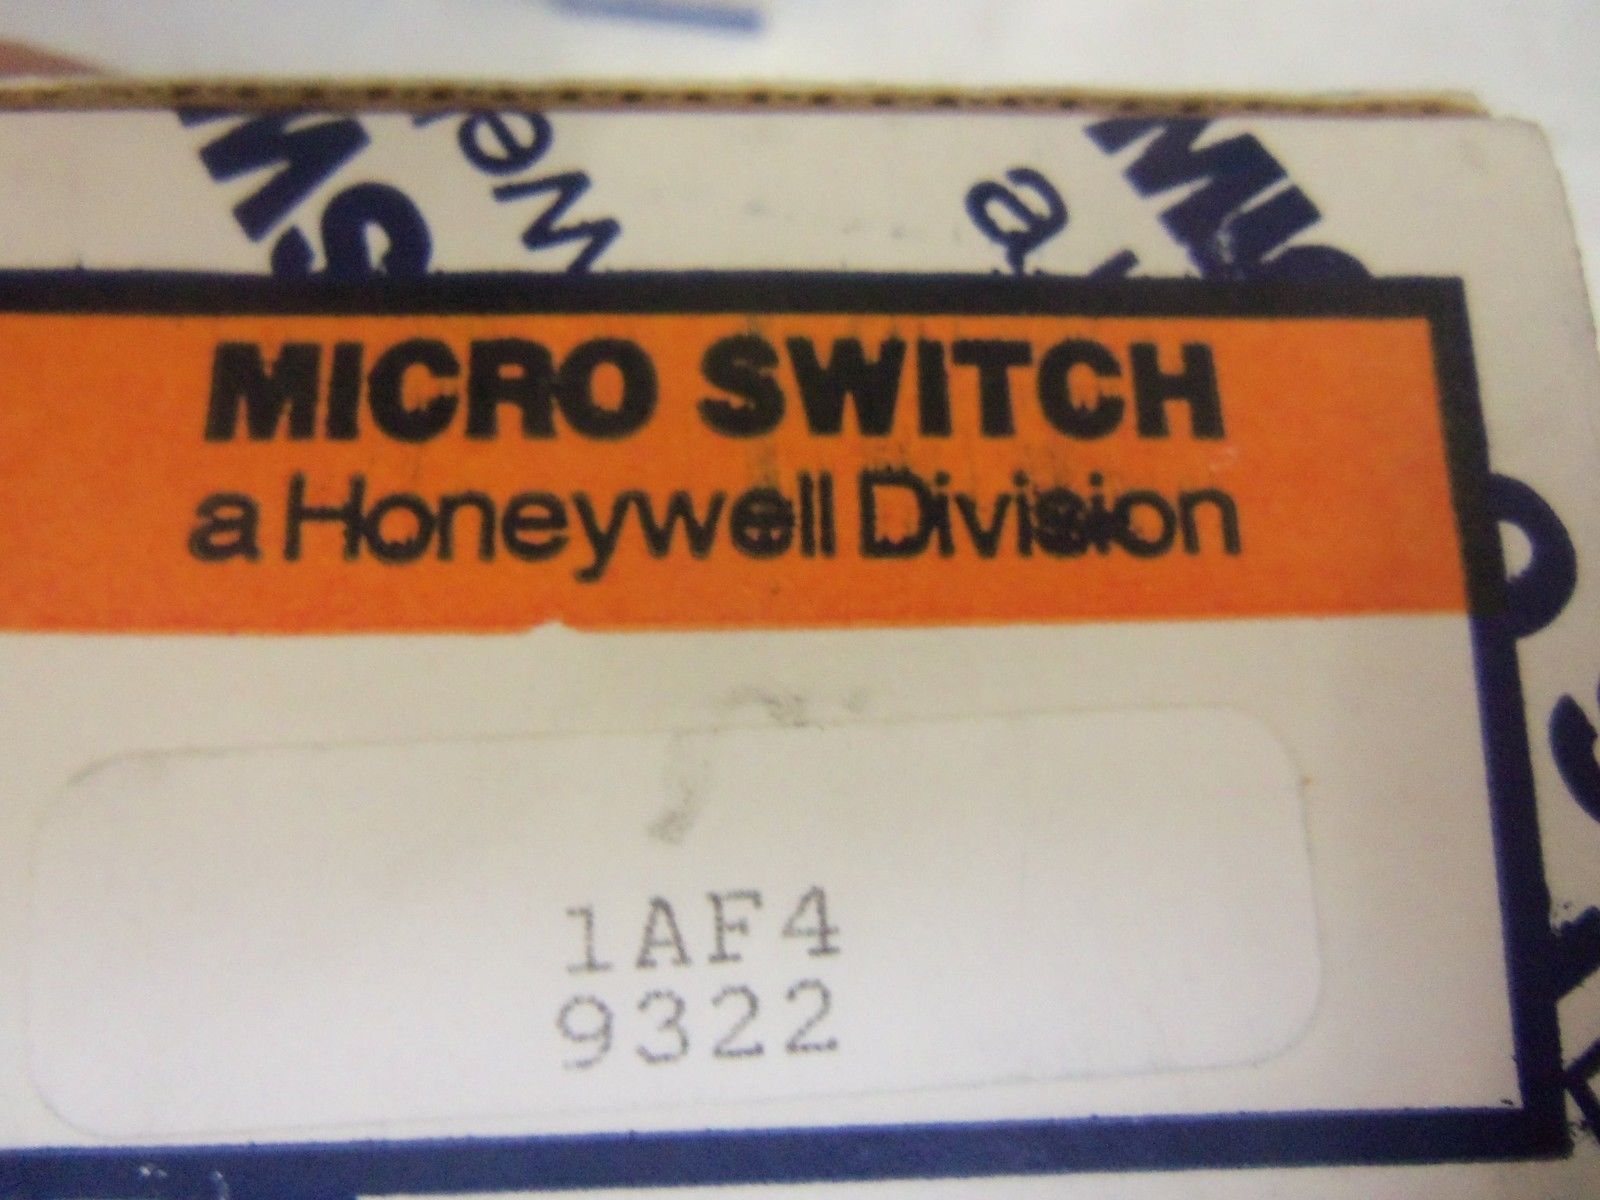 MICRO SWITCH
a Honeywell Division
1AF4
9322